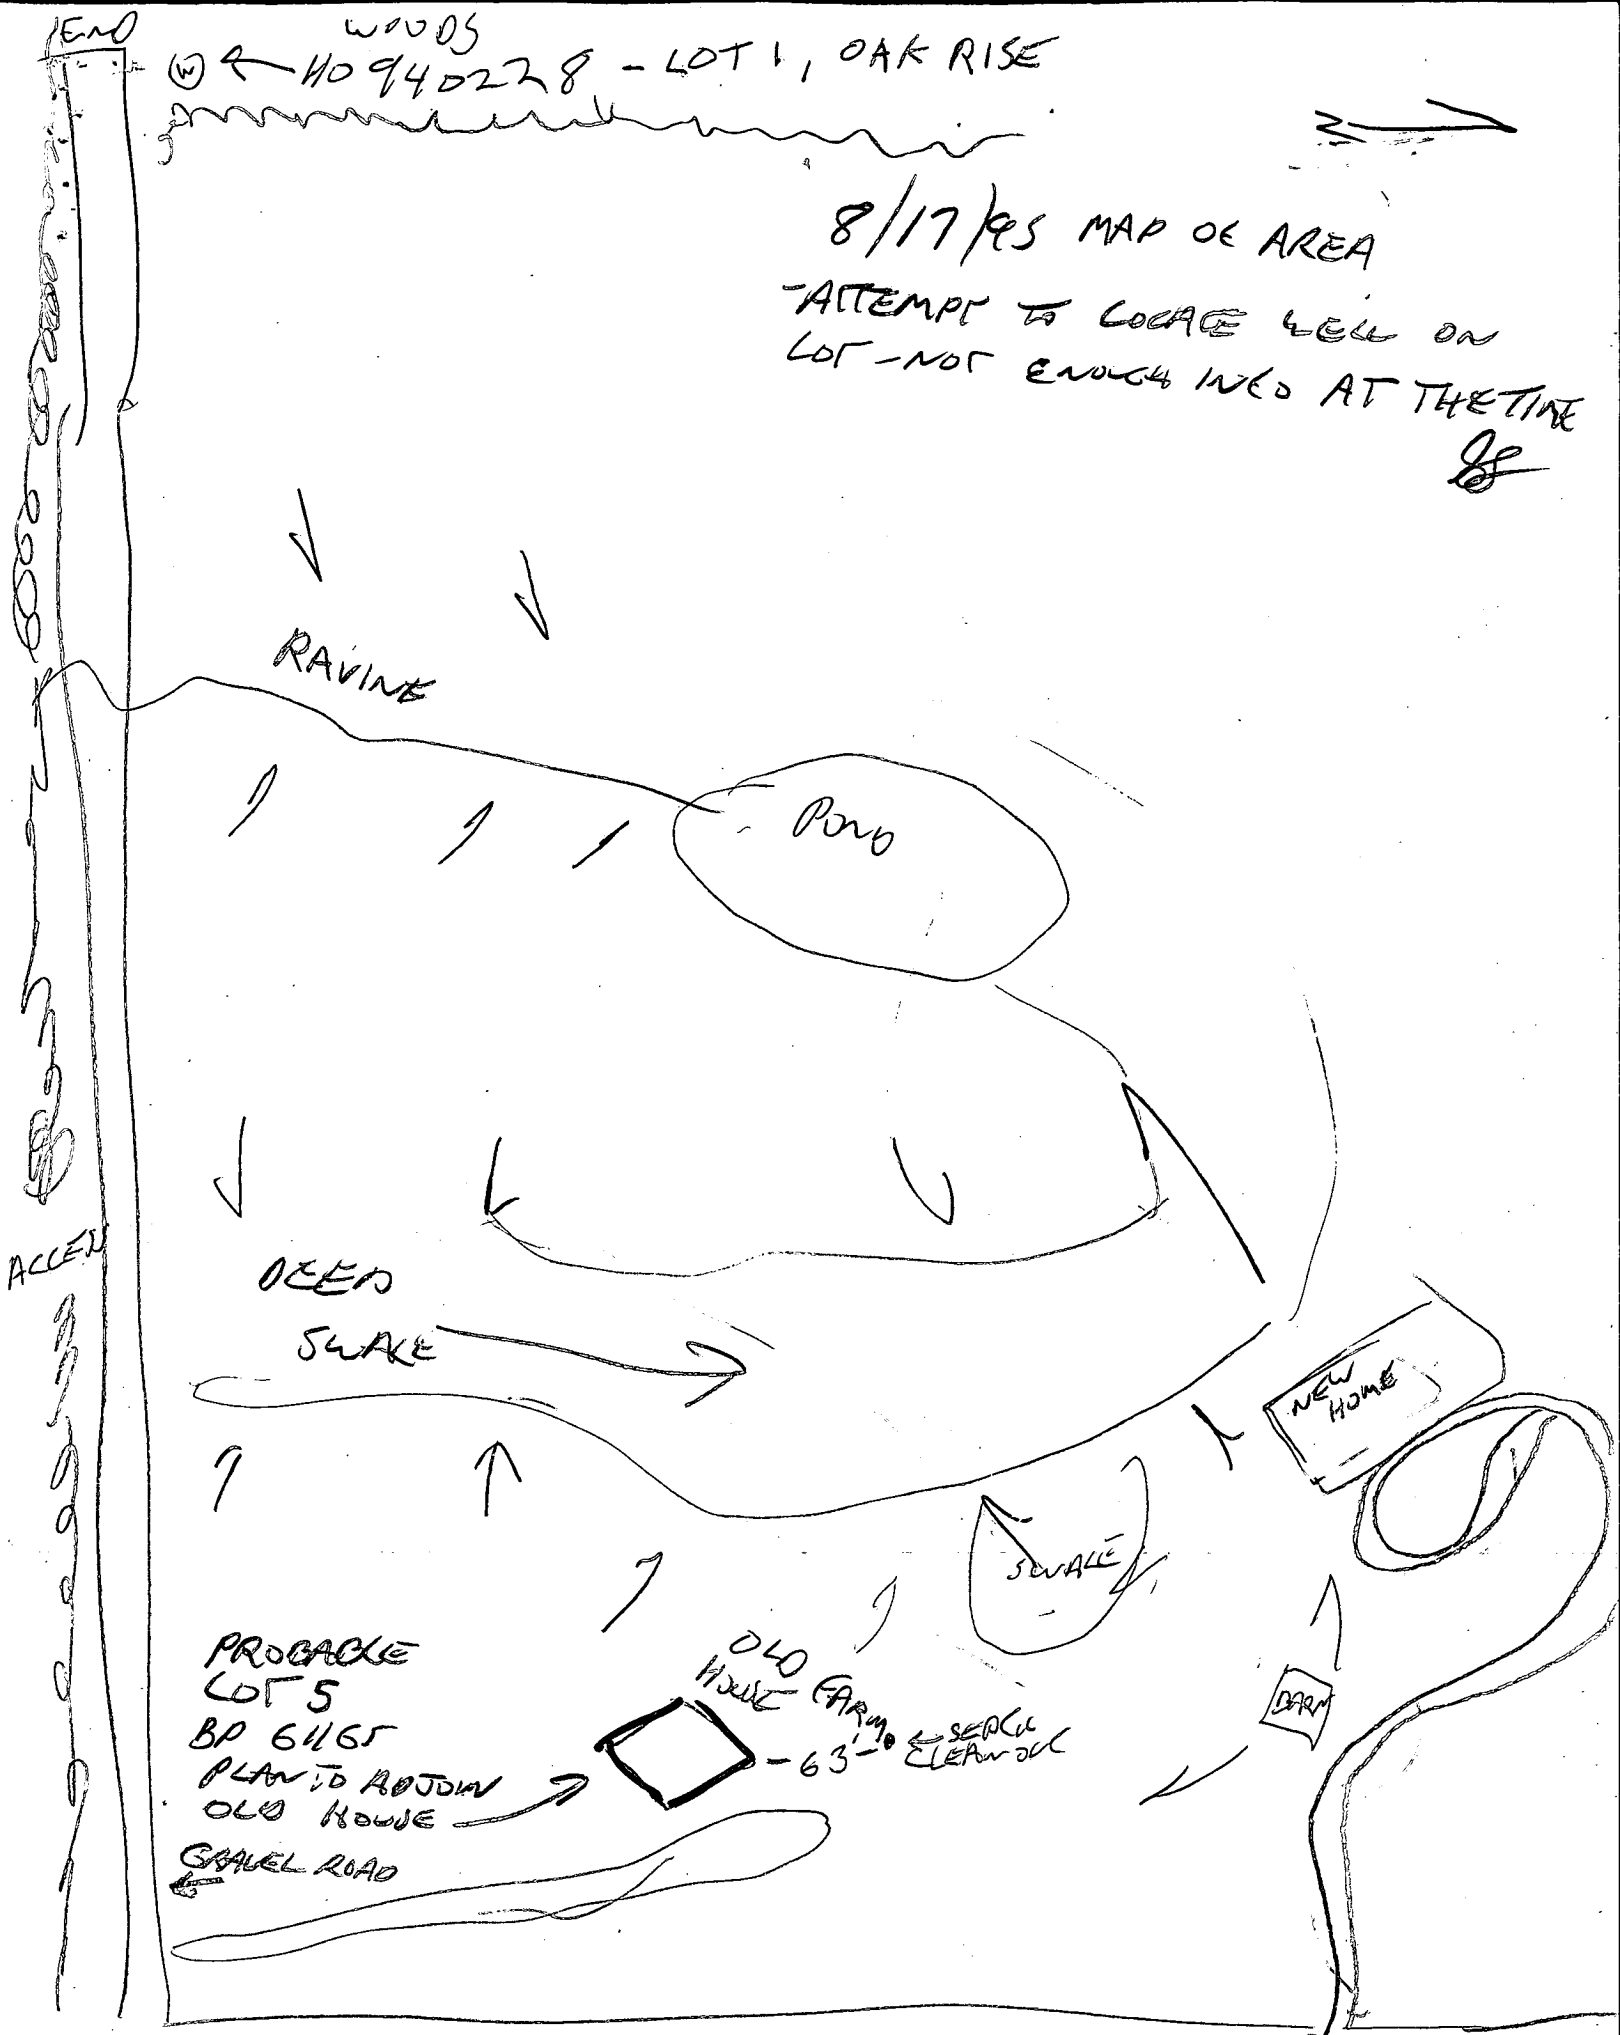 END
WOODS
W ← HO940228 - LOT 1, OAK RISE
N
8/17/95 MAP OF AREA
-ATTEMPT TO LOCATE WELL ON
LOT - NOT ENOUGH INFO AT THE TIME
RAVINE
POND
ACCESS
DEEP
SWALE
NEW
HOME
SWALE
BARN
OLD FARM
HOUSE
-63'- ← SEPTIC
CLEANOUT
PROBABLE
LOT 5
BP 61165
PLAN TO ADJOIN
OLD HOUSE
GRAVEL ROAD